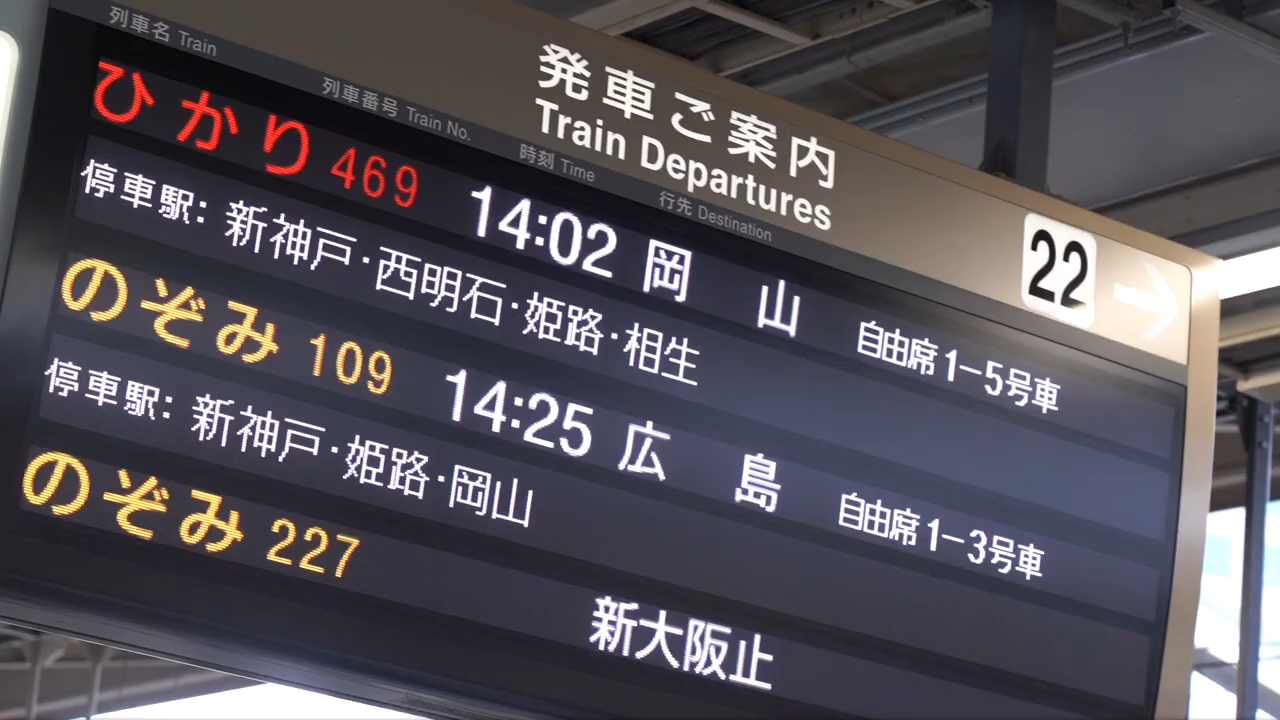 発車ご案内
Train Departures
22
列車名 Train 列車番号 Train No. 時刻 Time 行先 Destination
ひかり 469 14:02 岡 山 自由席1-5号車
停車駅: 新神戸・西明石・姫路・相生
のぞみ 109 14:25 広 島 自由席1-3号車
停車駅: 新神戸・姫路・岡山
のぞみ 227 新大阪止